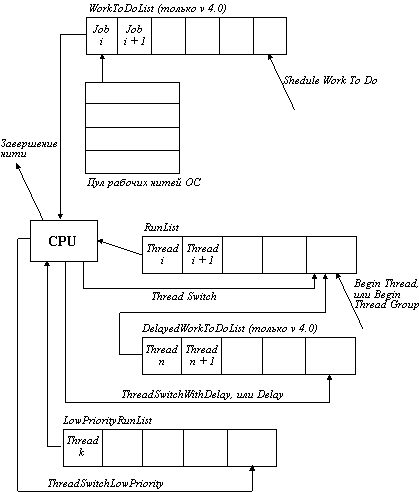 WorkToDoList (только v 4.0)
Job i
Job i + 1
Shedule Work To Do
Завершение
нити
Пул рабочих нитей ОС
CPU
RunList
Thread i
Thread i + 1
Thread Switch
Begin Thread,
или Begin
Thread Group
DelayedWorkToDoList (только v 4.0)
Thread n
Thread n + 1
ThreadSwitchWithDelay, или Delay
LowPriorityRunList
Thread k
ThreadSwitchLowPriority